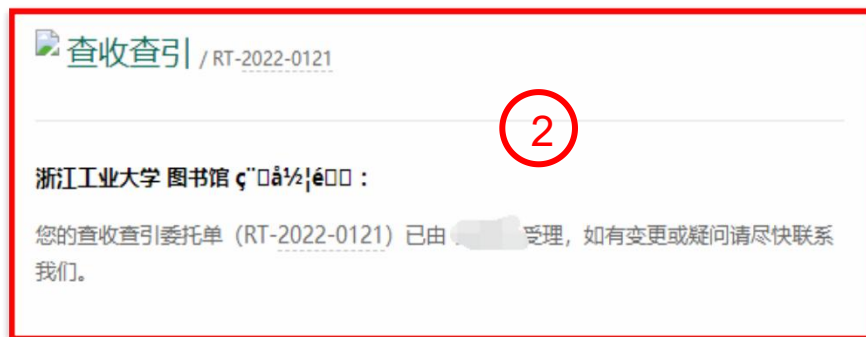 查收查引 / RT-2022-0121
2
浙江工业大学 图书馆 ç¨å½¦é：
您的查收查引委托单（RT-2022-0121）已由 受理，如有变更或疑问请尽快联系
我们。